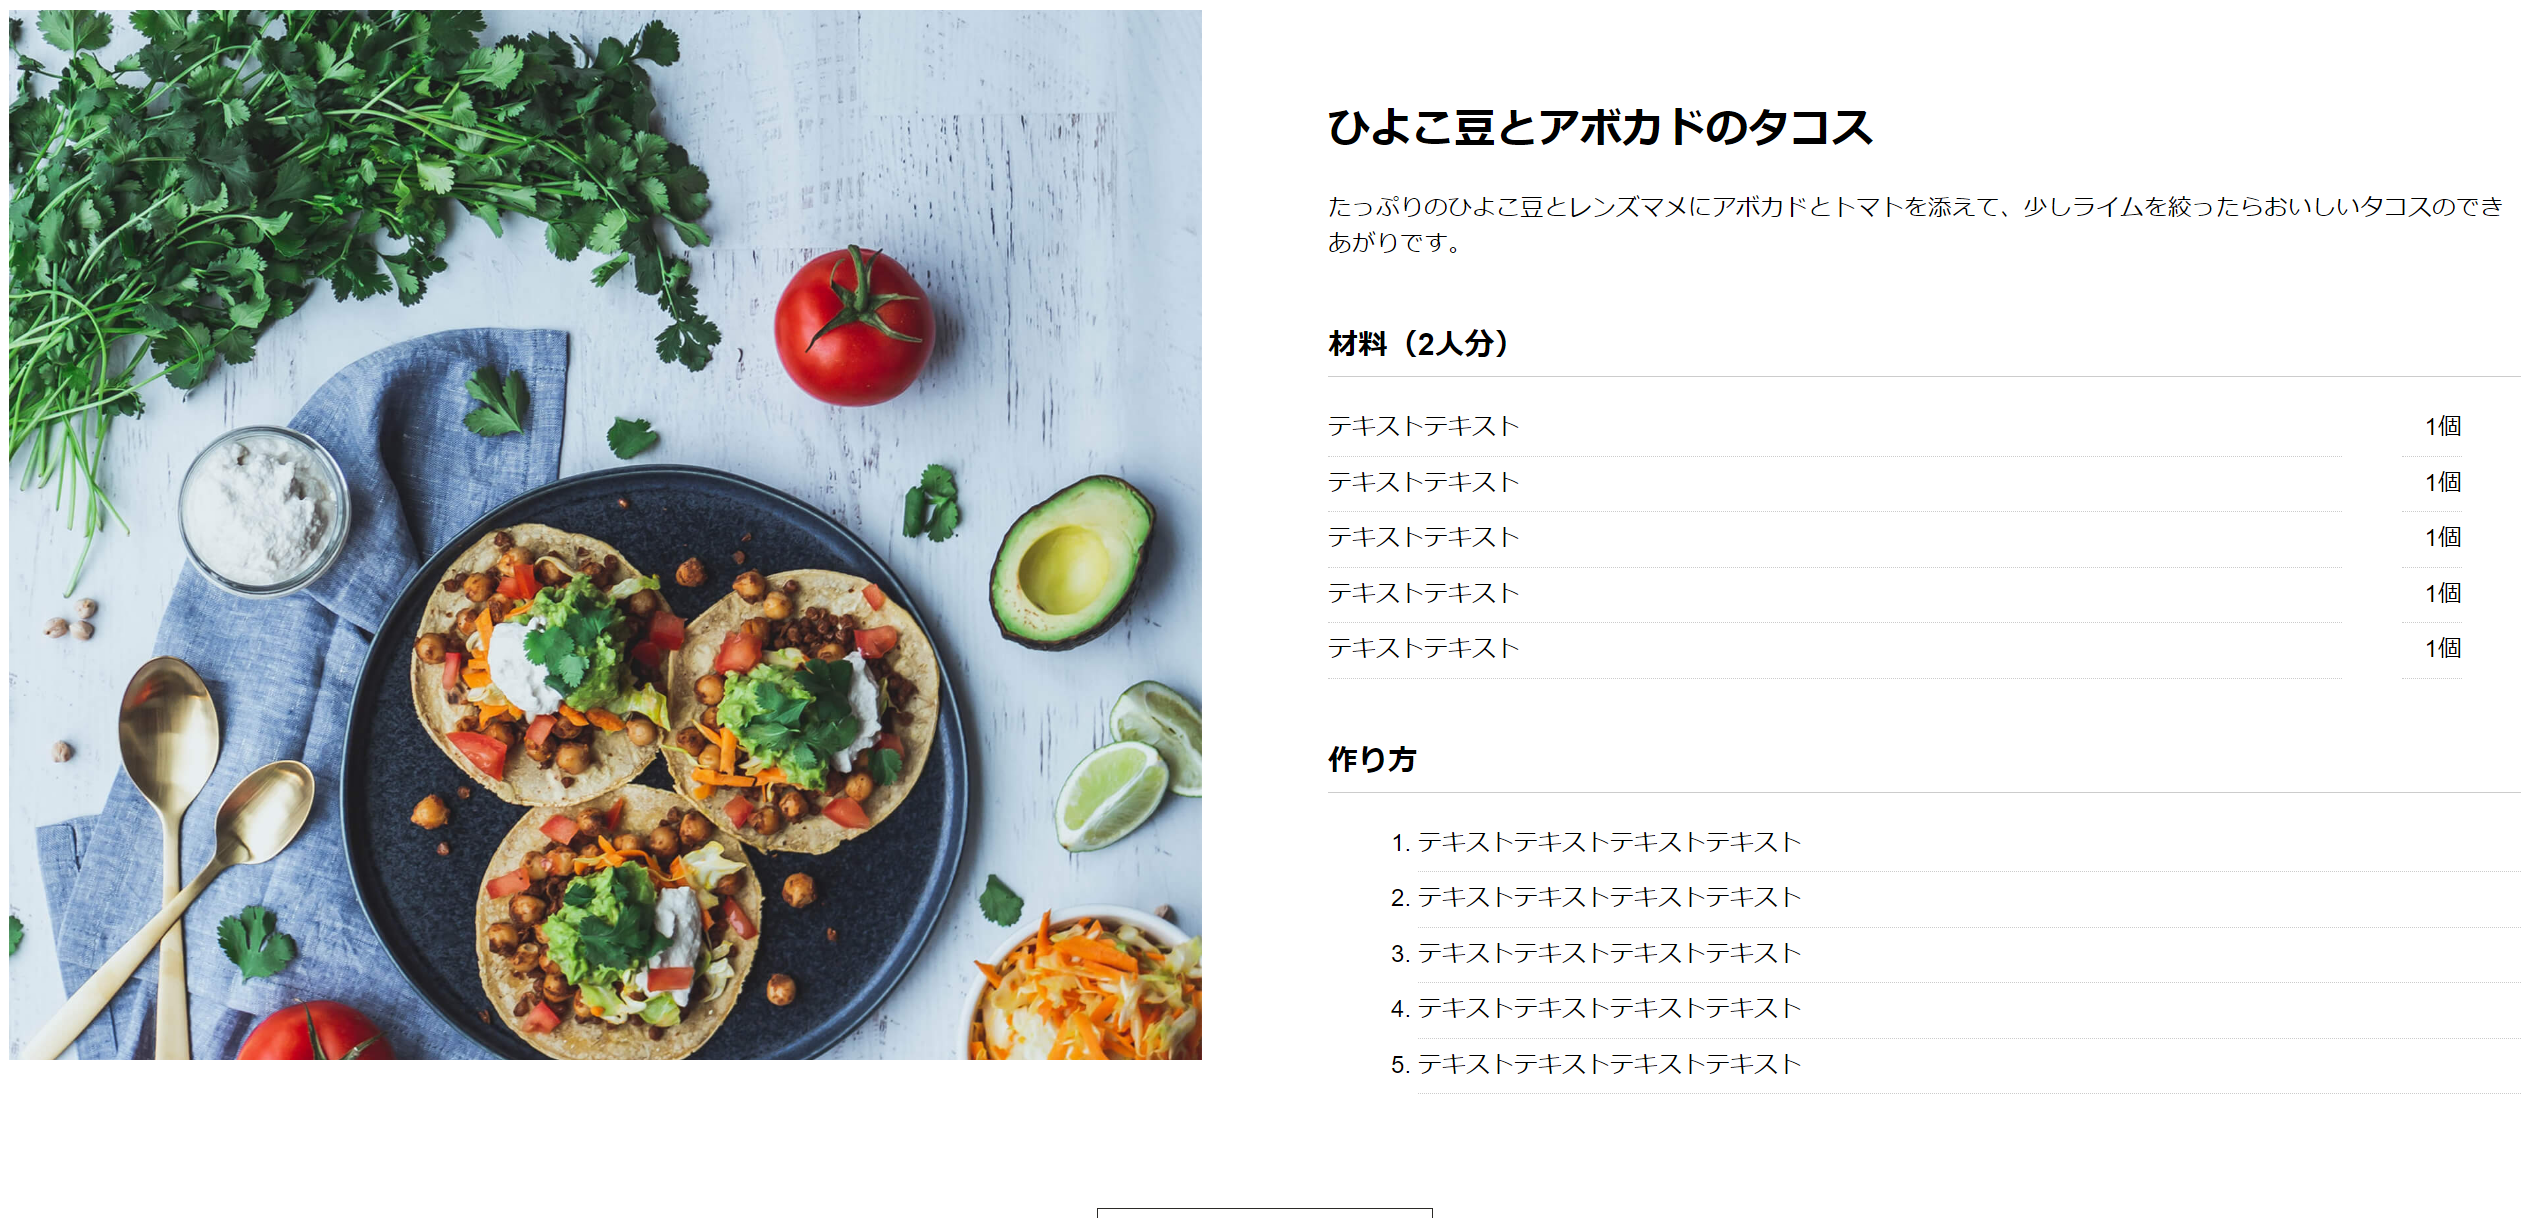 ひよこ豆とアボカドのタコス
たっぷりのひよこ豆とレンズマメにアボカドとトマトを添えて、少しライムを絞ったらおいしいタコスのでき
あがりです。
材料（2人分）
テキストテキスト 1個
テキストテキスト 1個
テキストテキスト 1個
テキストテキスト 1個
テキストテキスト 1個
作り方
1. テキストテキストテキストテキスト
2. テキストテキストテキストテキスト
3. テキストテキストテキストテキスト
4. テキストテキストテキストテキスト
5. テキストテキストテキストテキスト